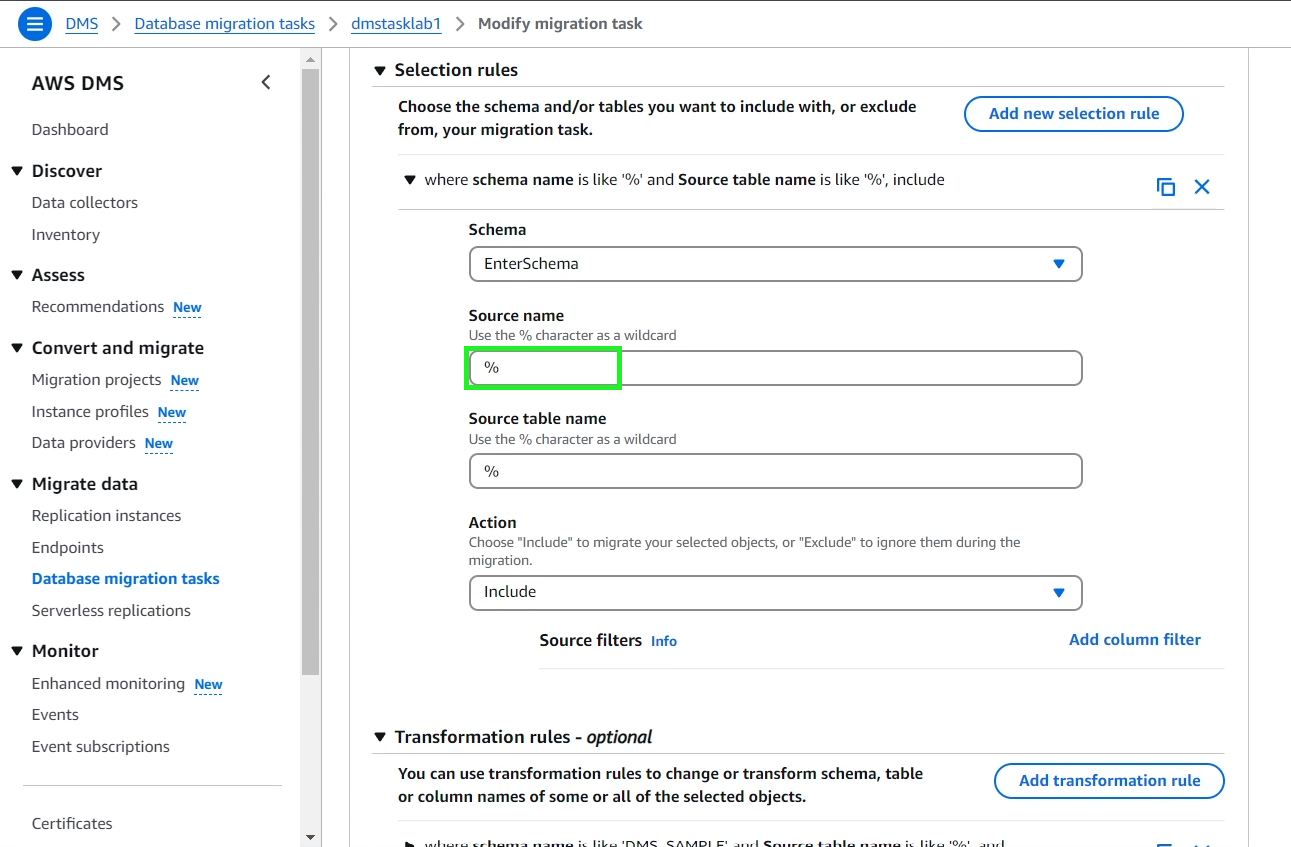 DMS > Database migration tasks > dmstasklab1 > Modify migration task
AWS DMS
Dashboard
Discover
Data collectors
Inventory
Assess
Recommendations New
Convert and migrate
Migration projects New
Instance profiles New
Data providers New
Migrate data
Replication instances
Endpoints
Database migration tasks
Serverless replications
Monitor
Enhanced monitoring New
Events
Event subscriptions
Certificates
Selection rules
Choose the schema and/or tables you want to include with, or exclude
from, your migration task.
Add new selection rule
where schema name is like '%' and Source table name is like '%', include
Schema
EnterSchema
Source name
Use the % character as a wildcard
%
Source table name
Use the % character as a wildcard
%
Action
Choose "Include" to migrate your selected objects, or "Exclude" to ignore them during the
migration.
Include
Source filters Info
Add column filter
Transformation rules - optional
You can use transformation rules to change or transform schema, table
or column names of some or all of the selected objects.
Add transformation rule
where schema name is like 'DMS_SAMPLE' and Source table name is like '%', and